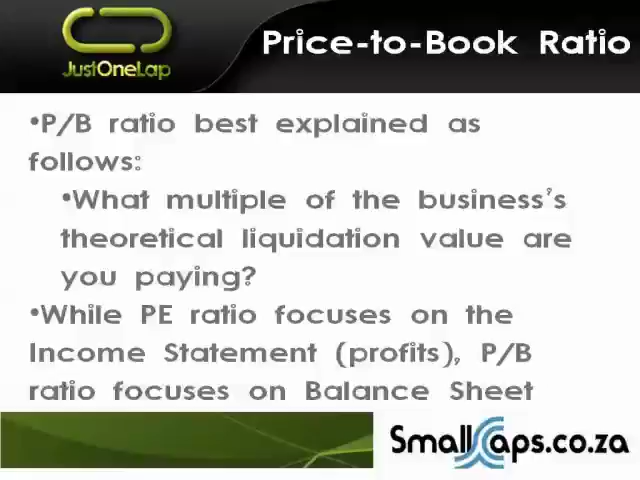 JustOneLap
Price-to-Book Ratio
•P/B ratio best explained as
follows:
•What multiple of the business's
theoretical liquidation value are
you paying?
•While PE ratio focuses on the
Income Statement (profits), P/B
ratio focuses on Balance Sheet
SmallCaps.co.za